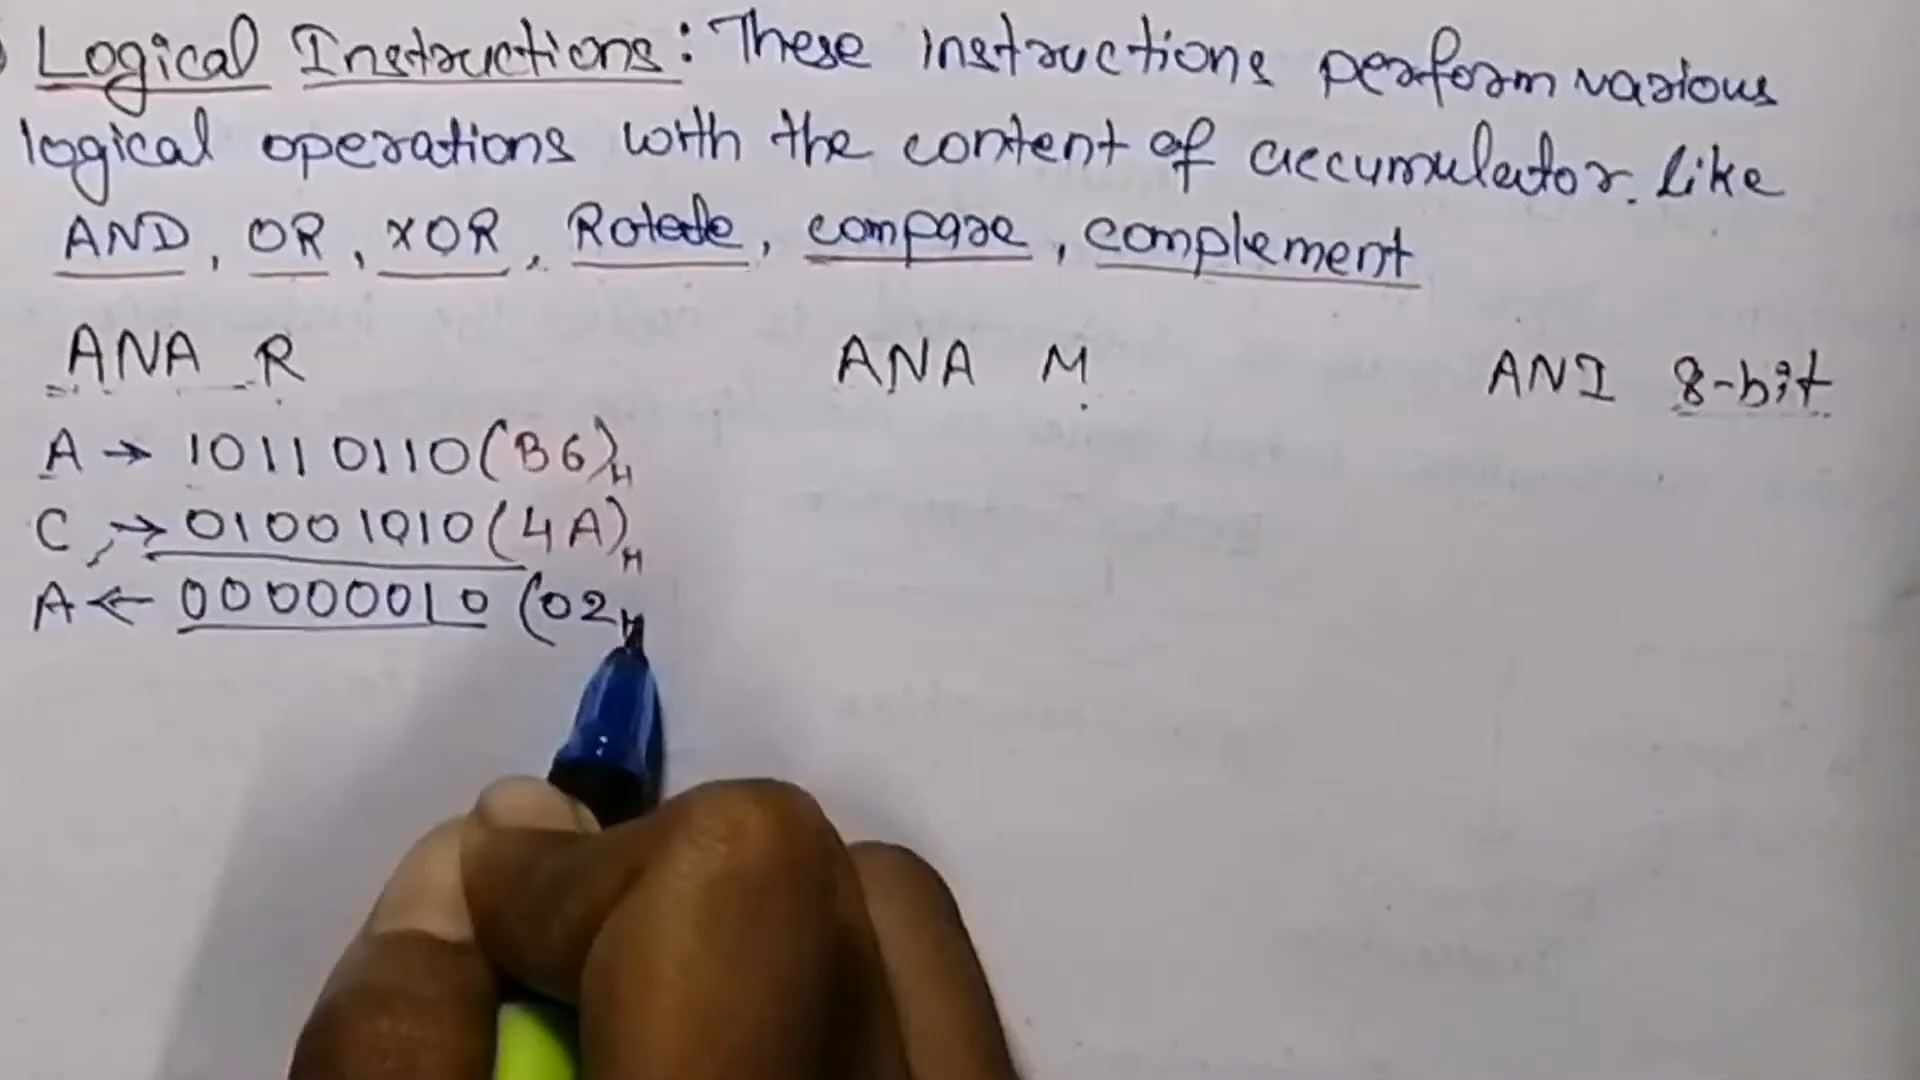 Logical Instructions: These instructions perform various
logical operations with the content of accumulator. like
AND, OR, XOR, Rotate, compare, complement
ANA R ANA M ANI 8-bit
A → 10110110 (B6)H
C → 01001010 (4A)H
A ← 00000010 (02H